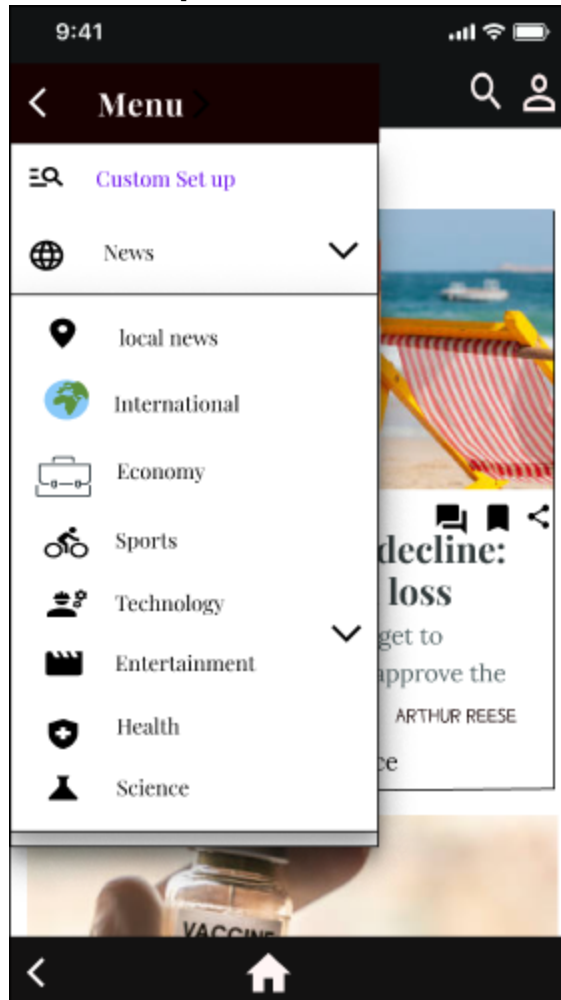 9:41
Menu
Custom Set up
News
local news
International
Economy
Sports
Technology
Entertainment
Health
Science
decline:
loss
get to
approve the
ARTHUR REESE
ce
VACCINE